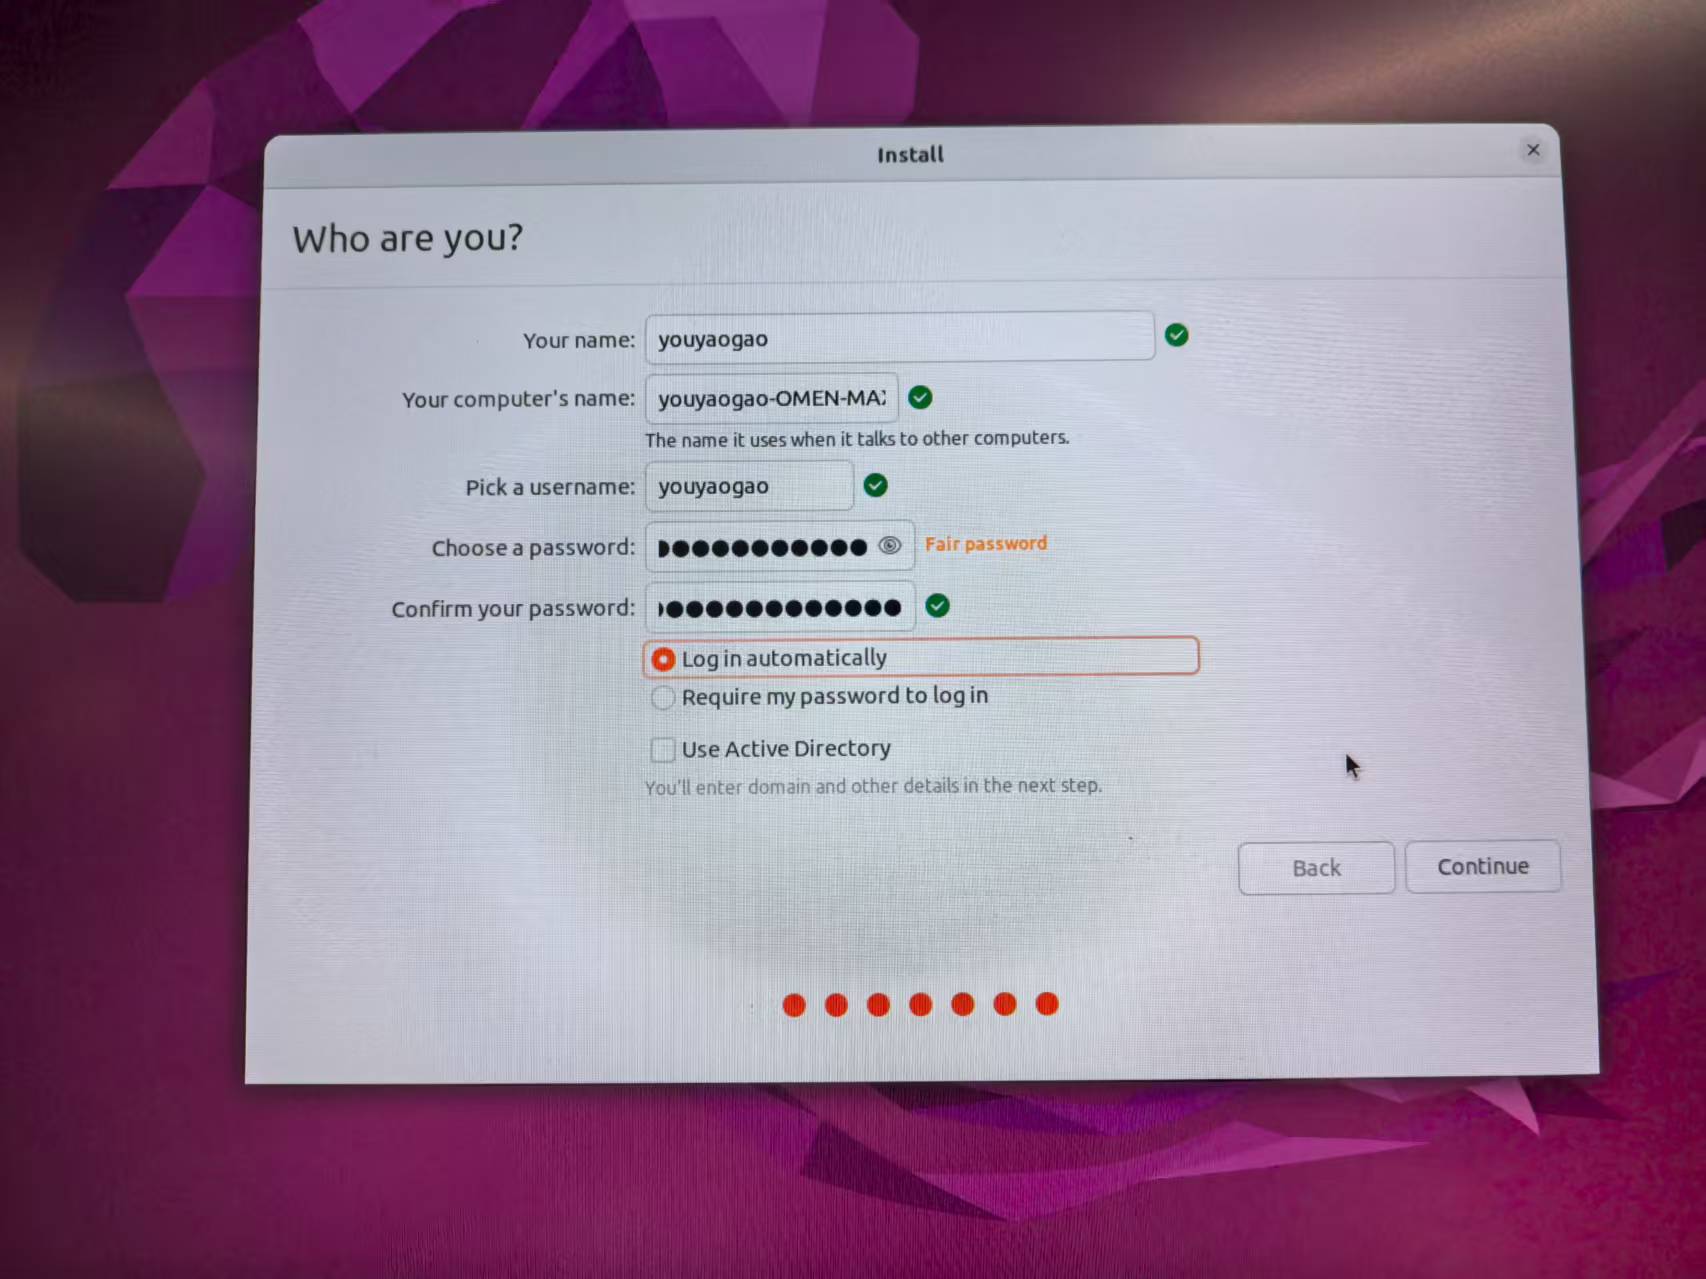 Install
Who are you?
Your name: youyaogao
Your computer's name: youyaogao-OMEN-MAX
The name it uses when it talks to other computers.
Pick a username: youyaogao
Choose a password: Fair password
Confirm your password:
Log in automatically
Require my password to log in
Use Active Directory
You'll enter domain and other details in the next step.
Back Continue